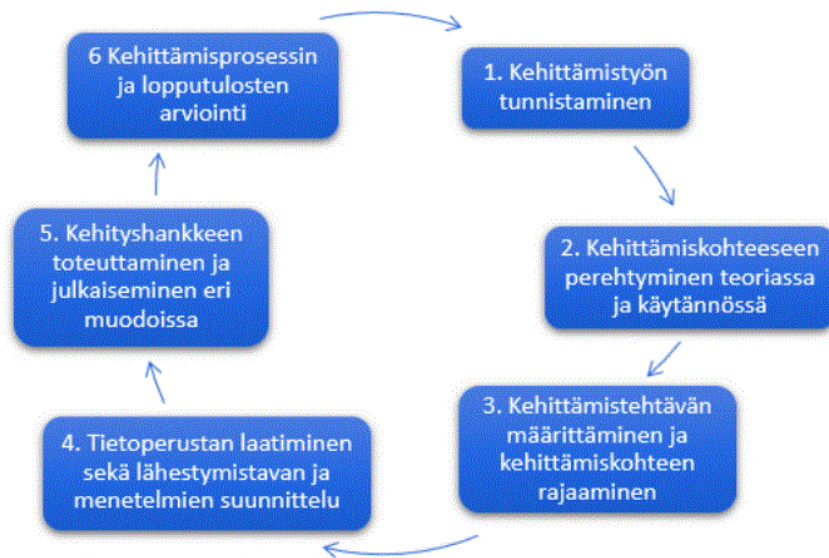 6 Kehittämisprosessin
ja lopputulosten
arviointi
1. Kehittämistyön
tunnistaminen
2. Kehittämiskohteeseen
perehtyminen teoriassa
ja käytännössä
3. Kehittämistehtävän
määrittäminen ja
kehittämiskohteen
rajaaminen
4. Tietoperustan laatiminen
sekä lähestymistavan ja
menetelmien suunnittelu
5. Kehityshankkeen
toteuttaminen ja
julkaiseminen eri
muodoissa